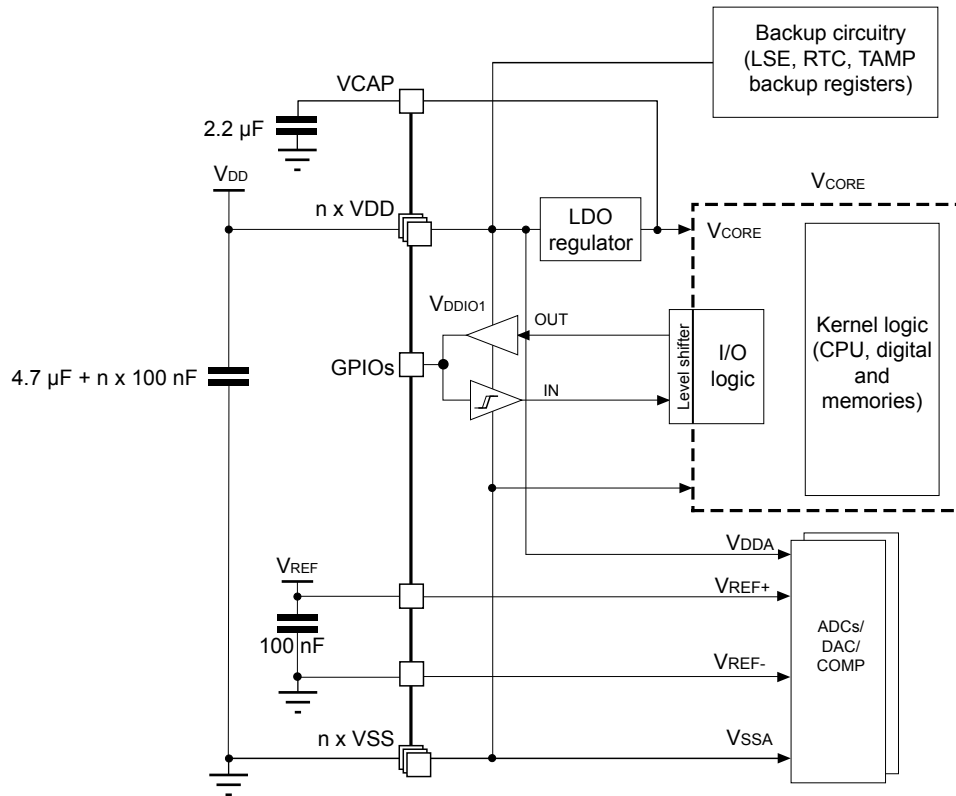 Backup circuitry
(LSE, RTC, TAMP
backup registers)
VCAP
2.2 µF
VDD
n x VDD
LDO
regulator
VCORE
VCORE
VDDIO1
OUT
GPIOs
IN
Level shifter
I/O
logic
Kernel logic
(CPU, digital
and
memories)
4.7 µF + n x 100 nF
VDDA
VREF
VREF+
100 nF
VREF-
ADCs/
DAC/
COMP
n x VSS
VSSA